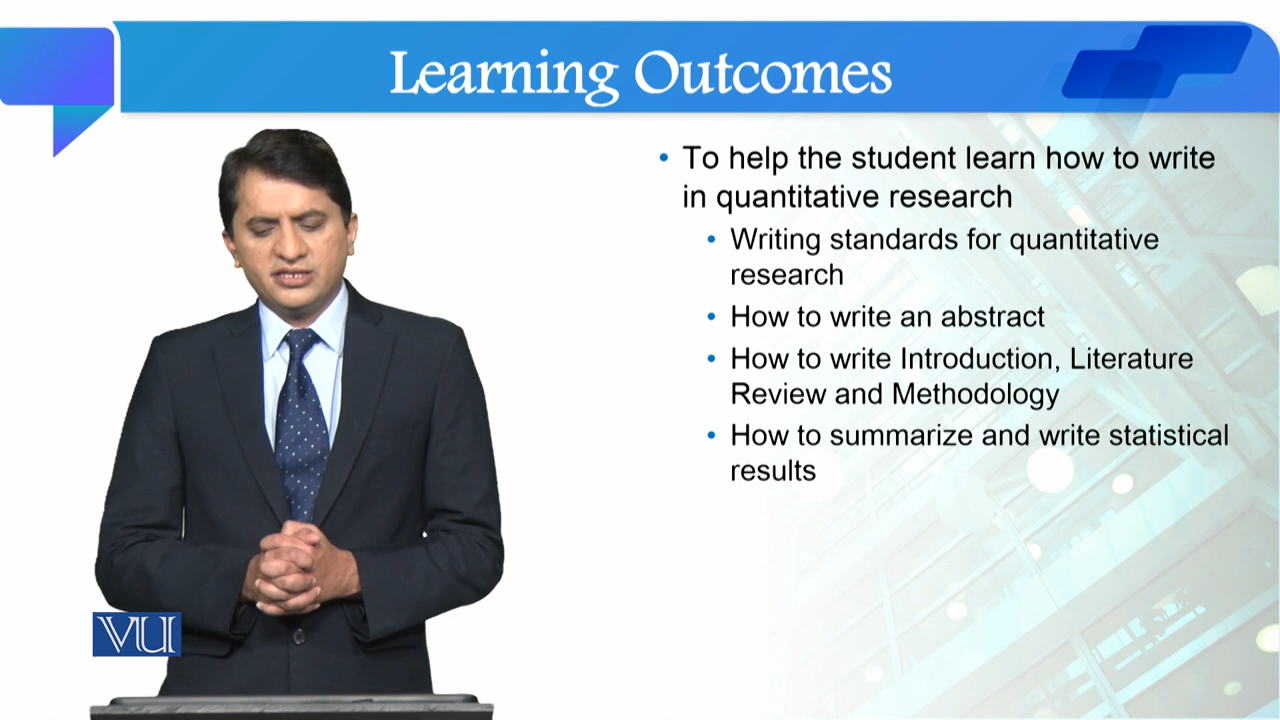 Learning Outcomes
• To help the student learn how to write
in quantitative research
• Writing standards for quantitative
research
• How to write an abstract
• How to write Introduction, Literature
Review and Methodology
• How to summarize and write statistical
results
VU